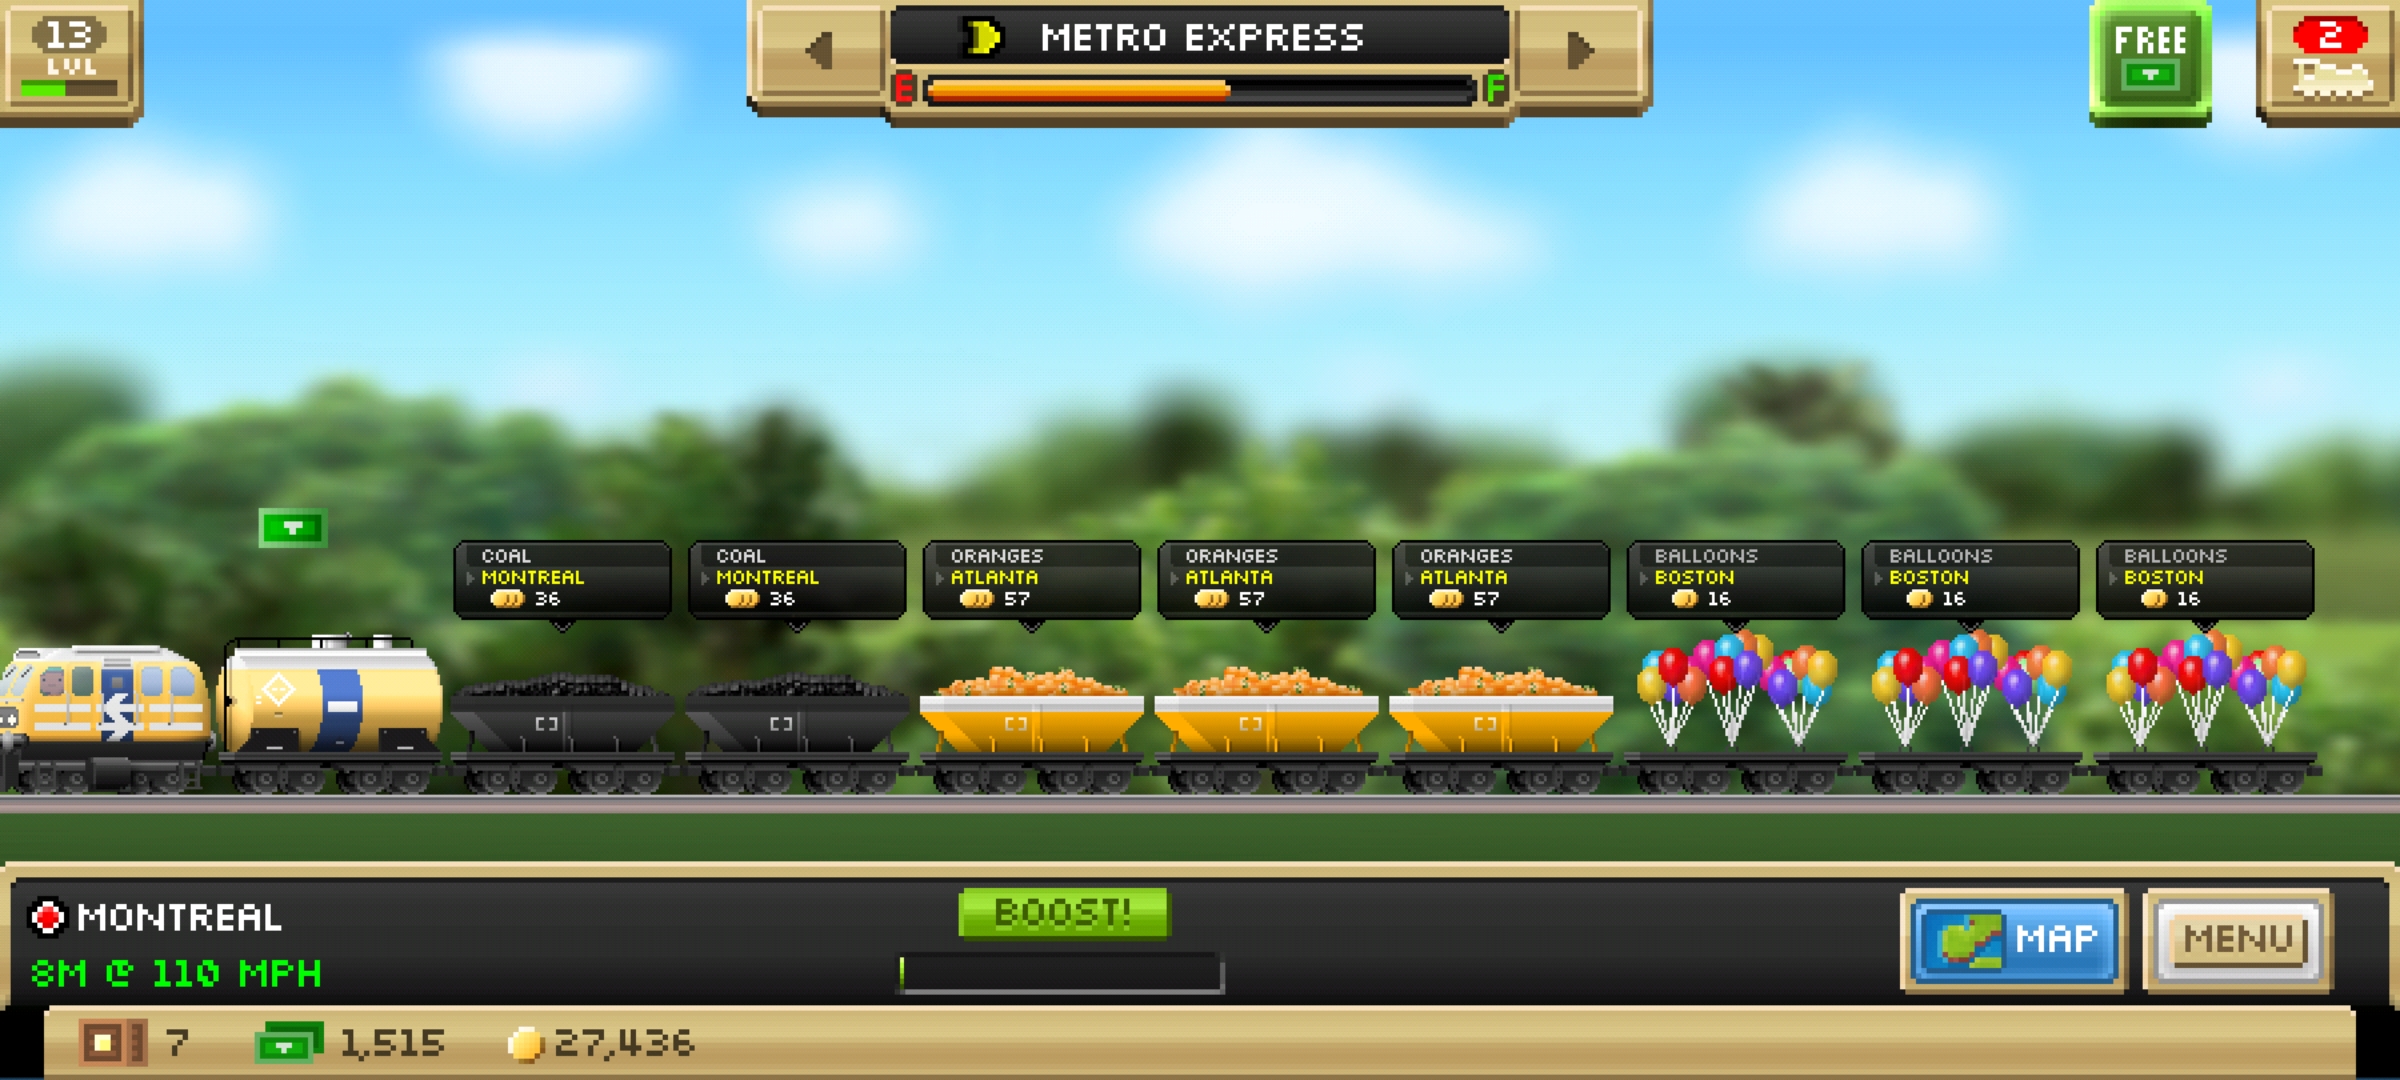 13
LVL
METRO EXPRESS
E F
FREE
2
COAL
MONTREAL
36
COAL
MONTREAL
36
ORANGES
ATLANTA
57
ORANGES
ATLANTA
57
ORANGES
ATLANTA
57
BALLOONS
BOSTON
16
BALLOONS
BOSTON
16
BALLOONS
BOSTON
16
MONTREAL
8M @ 110 MPH
BOOST!
MAP
MENU
7
1,515
27,436